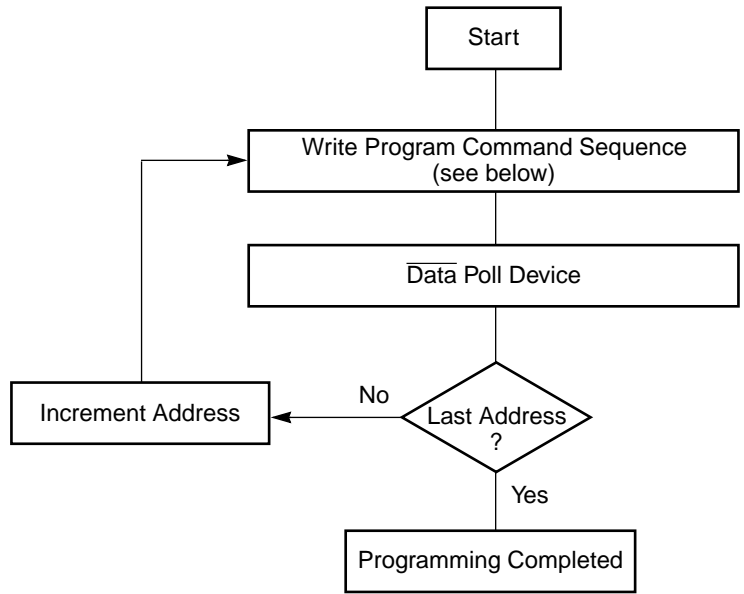 Start
Write Program Command Sequence
(see below)
Data Poll Device
No
Increment Address
Last Address
?
Yes
Programming Completed